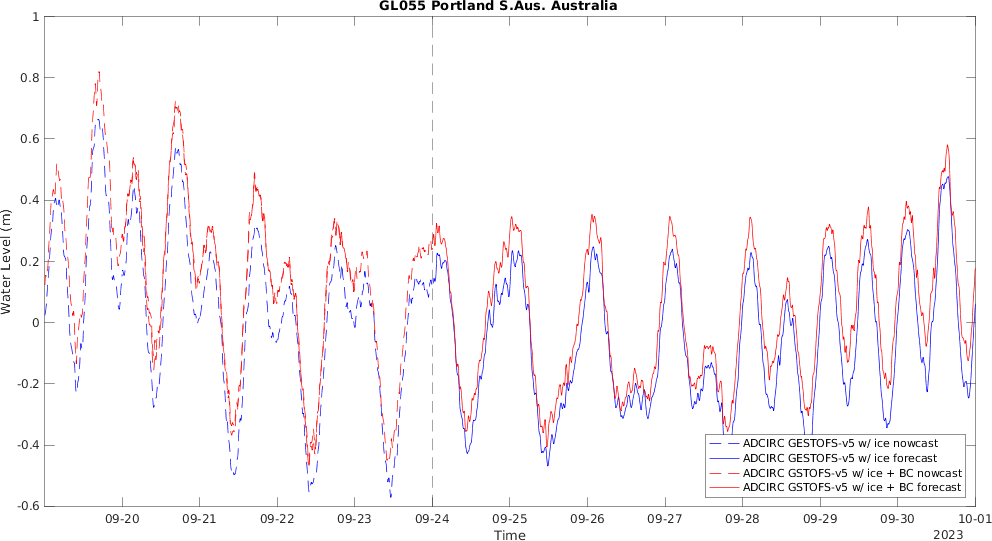 GL055 Portland S.Aus. Australia
1
0.8
0.6
0.4
0.2
0
-0.2
-0.4
-0.6
Water Level (m)
ADCIRC GESTOFS-v5 w/ ice nowcast
ADCIRC GESTOFS-v5 w/ ice forecast
ADCIRC GSTOFS-v5 w/ ice + BC nowcast
ADCIRC GSTOFS-v5 w/ ice + BC forecast
09-20 09-21 09-22 09-23 09-24 09-25 09-26 09-27 09-28 09-29 09-30 10-01
Time
2023